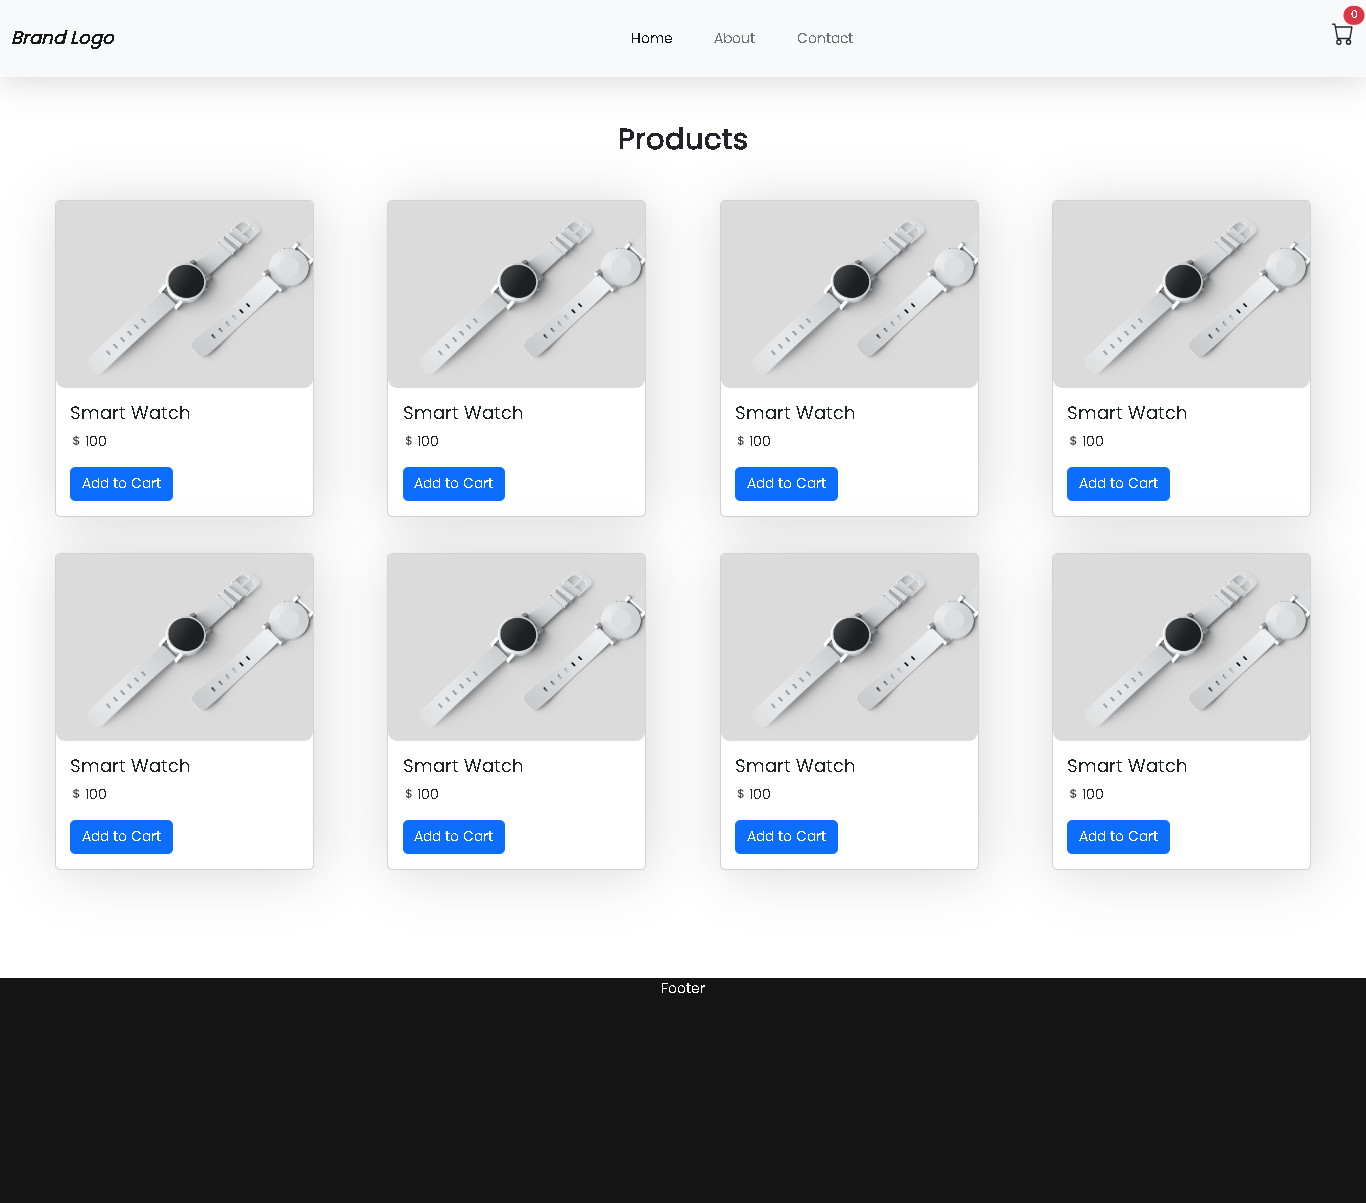 Brand Logo
Home About Contact
0
Products
Smart Watch Smart Watch Smart Watch Smart Watch
$ 100 $ 100 $ 100 $ 100
Add to Cart Add to Cart Add to Cart Add to Cart
Smart Watch Smart Watch Smart Watch Smart Watch
$ 100 $ 100 $ 100 $ 100
Add to Cart Add to Cart Add to Cart Add to Cart
Footer